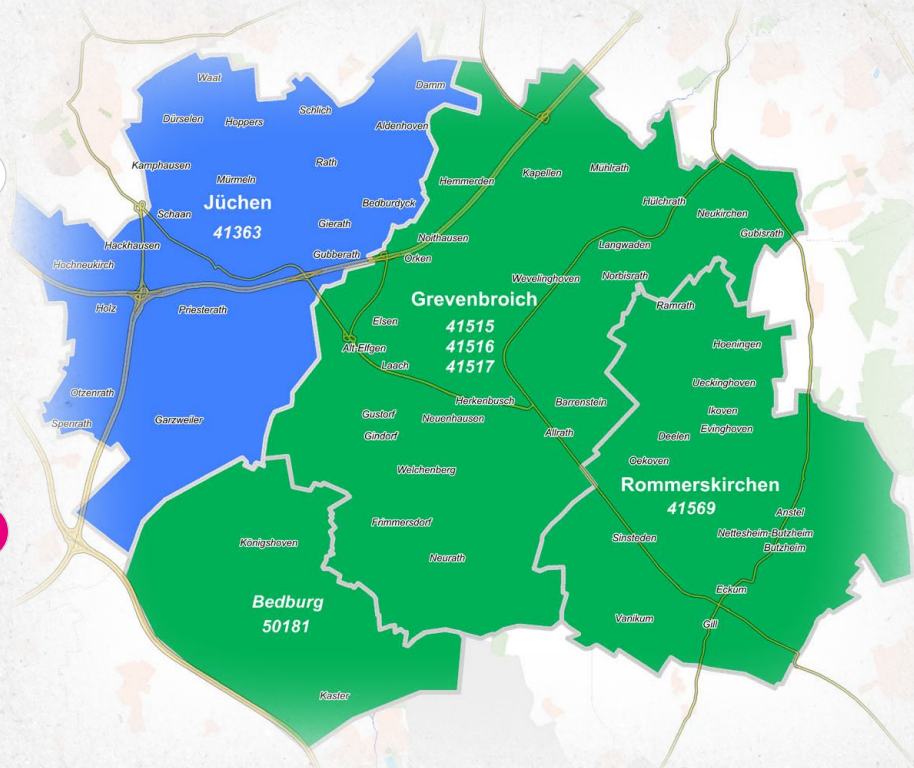 Waat
Damm
Schlich
Dürselen
Hoppers
Aldenhoven
Kamphausen
Rath
Mürmeln
Hemmerden
Kapellen
Mühlrath
Jüchen
41363
Bedburdyck
Hülchrath
Schaan
Neukirchen
Gierath
Gubisrath
Noithausen
Hackhausen
Langwaden
Gubberath
Orken
Hochneukirch
Wevelinghoven
Norbisrath
Grevenbroich
41515
41516
41517
Holz
Priesterath
Ramrath
Elsen
Alt-Elfgen
Hoeningen
Laach
Ueckinghoven
Otzenrath
Herkenbusch
Barrenstein
Ikoven
Spenrath
Garzweiler
Gustorf
Neuenhausen
Evinghoven
Gindorf
Allrath
Deelen
Oekoven
Welchenberg
Rommerskirchen
41569
Anstel
Frimmersdorf
Nettesheim-Butzheim
Sinsteden
Königshoven
Butzheim
Neurath
Eckum
Bedburg
50181
Vanikum
Gill
Kaster